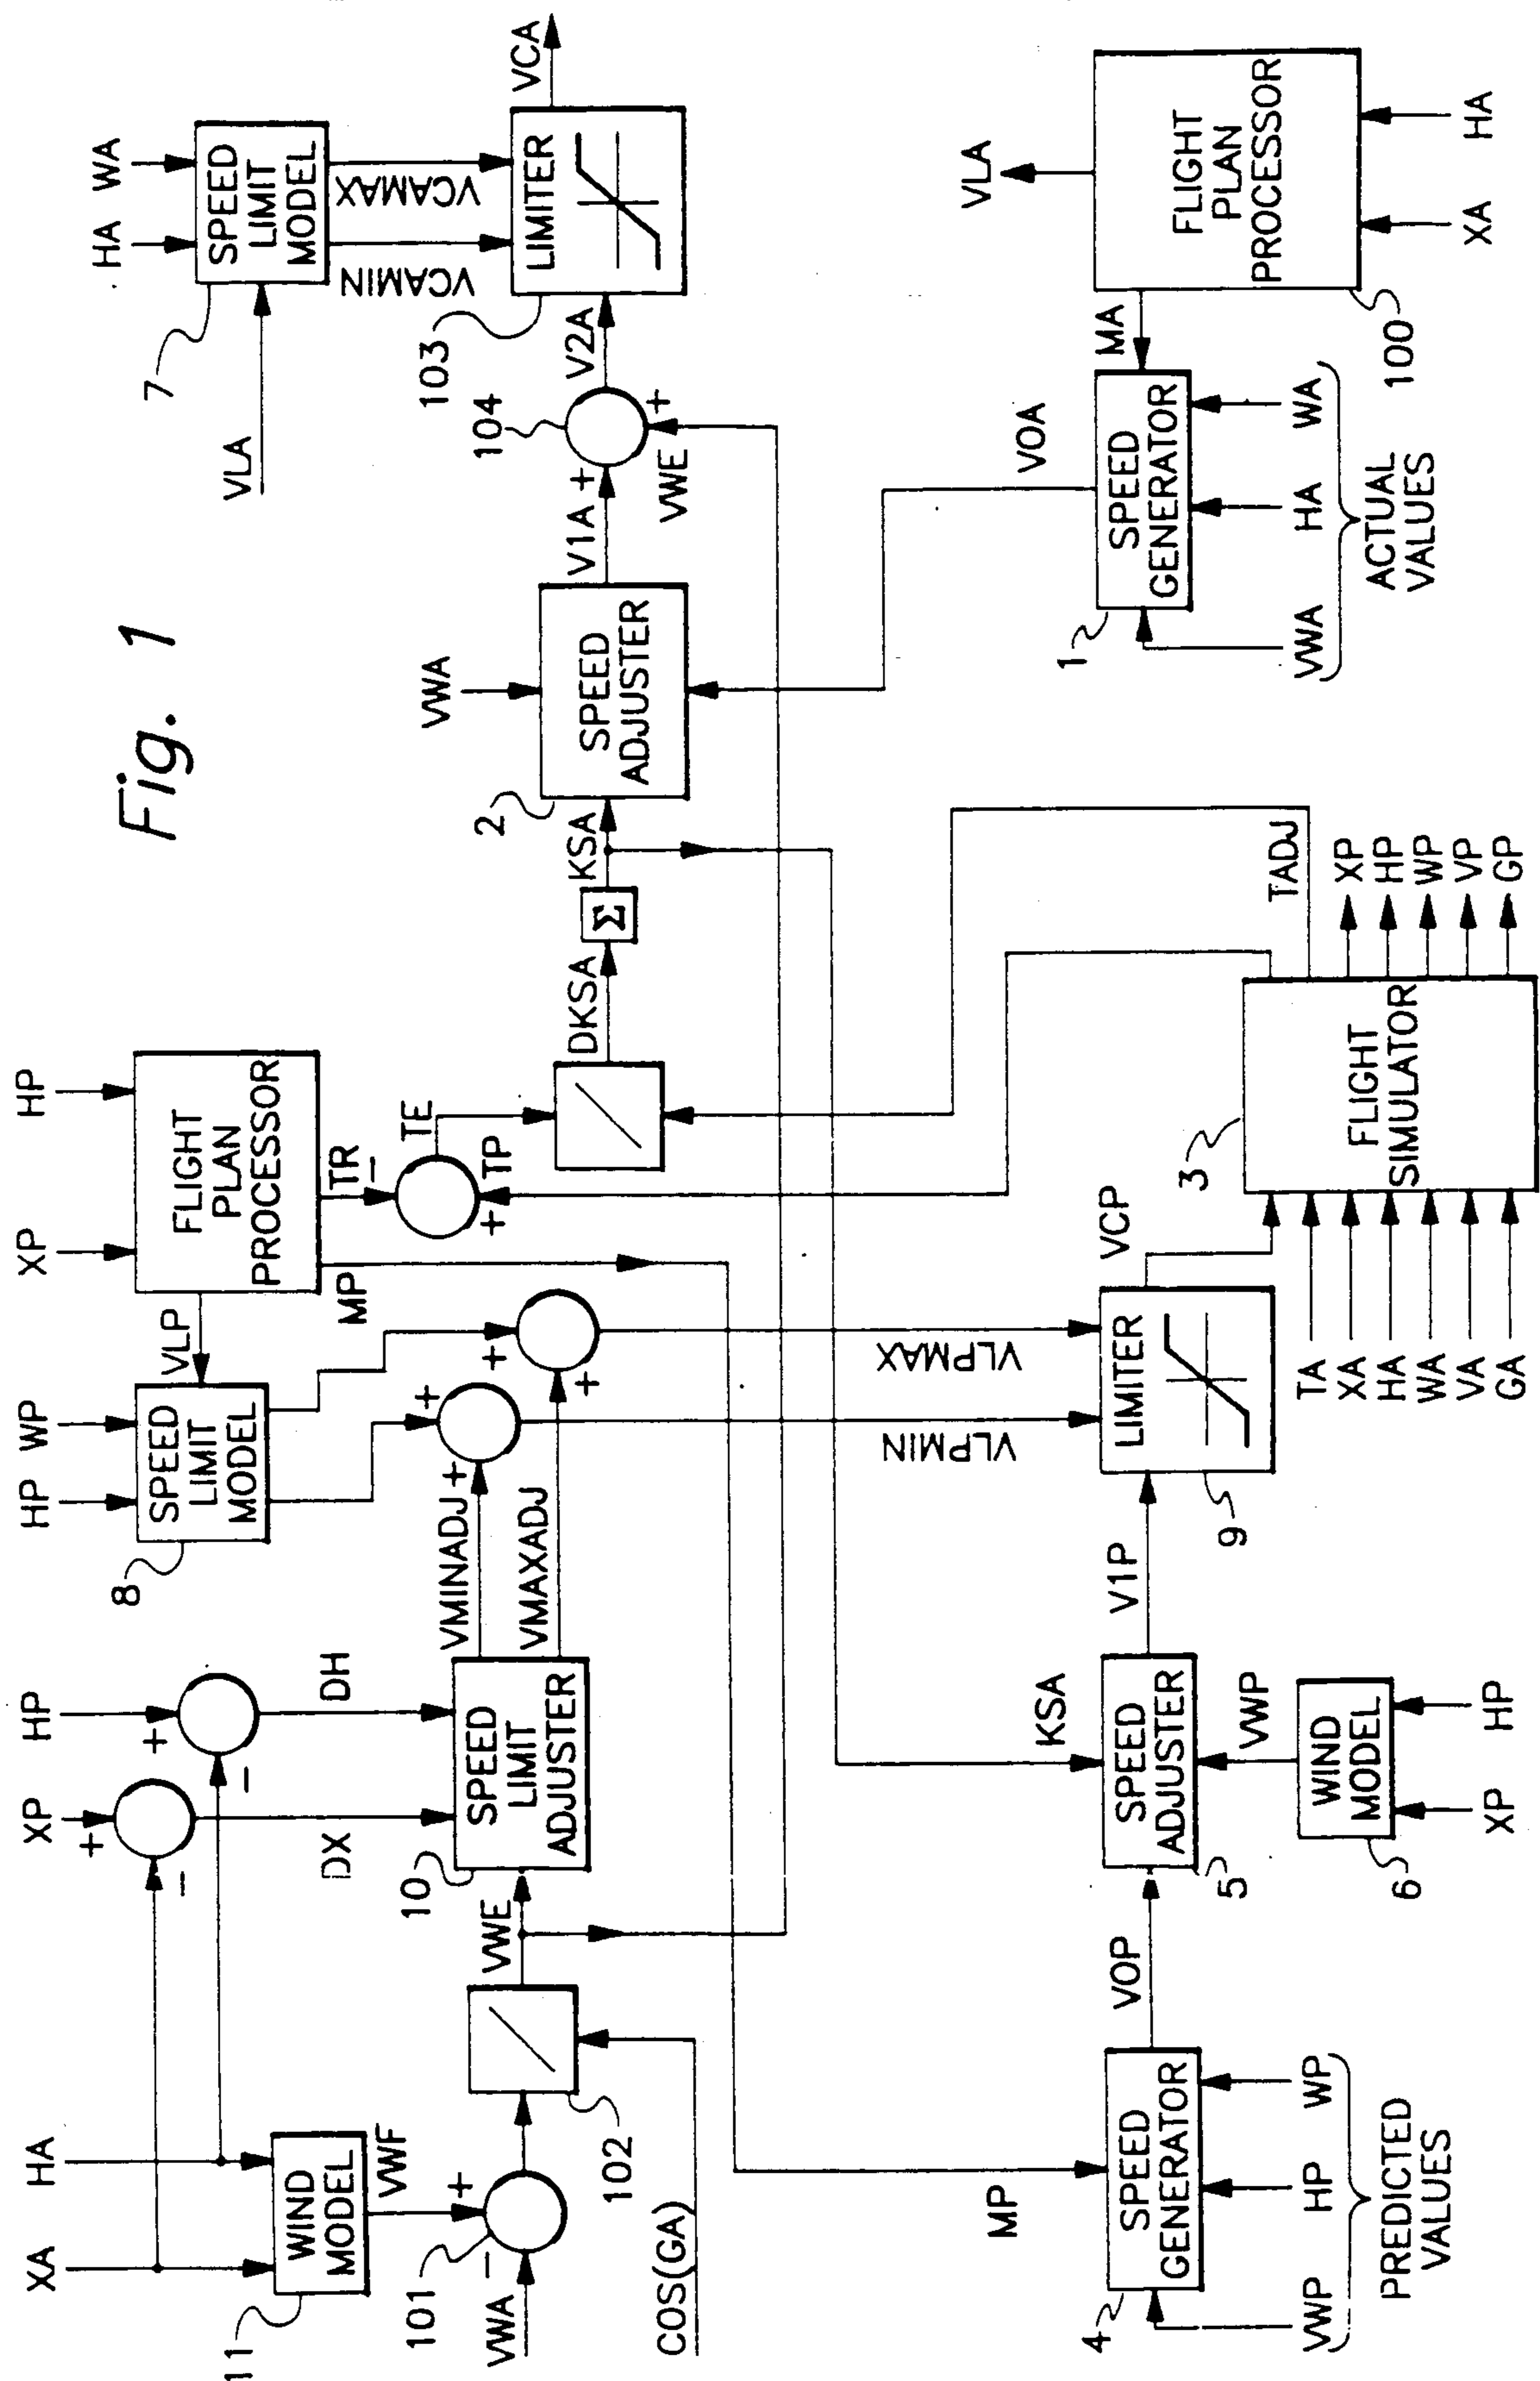 Fig. 1
XA
HA
11
WIND
MODEL
VWF
+
-
101
VWA
102
COS(GA)
VWE
XP
+
-
HP
+
-
DX
DH
10
SPEED
LIMIT
ADJUSTER
VMINADJ
VMAXADJ
HP
WP
8
SPEED
LIMIT
MODEL
VLP
+
+
+
+
XP
HP
FLIGHT
PLAN
PROCESSOR
MP
TR
-
TE
TP
+
DKSA
Σ
KSA
2
SPEED
ADJUSTER
VWA
V1A
+
104
+
VWE
V2A
VLA
7
HA
WA
SPEED
LIMIT
MODEL
VCAMIN
VCAMAX
103
LIMITER
VCA
VWP
HP
WP
PREDICTED
VALUES
4
SPEED
GENERATOR
MP
VOP
5
SPEED
ADJUSTER
KSA
VWP
6
WIND
MODEL
XP
HP
V1P
9
LIMITER
VLPMIN
VLPMAX
VCP
3
FLIGHT
SIMULATOR
TA
XA
HA
WA
VA
GA
TADJ
XP
HP
WP
VP
GP
VWA
HA
WA
ACTUAL
VALUES
1
SPEED
GENERATOR
VOA
MA
100
FLIGHT
PLAN
PROCESSOR
VLA
XA
HA